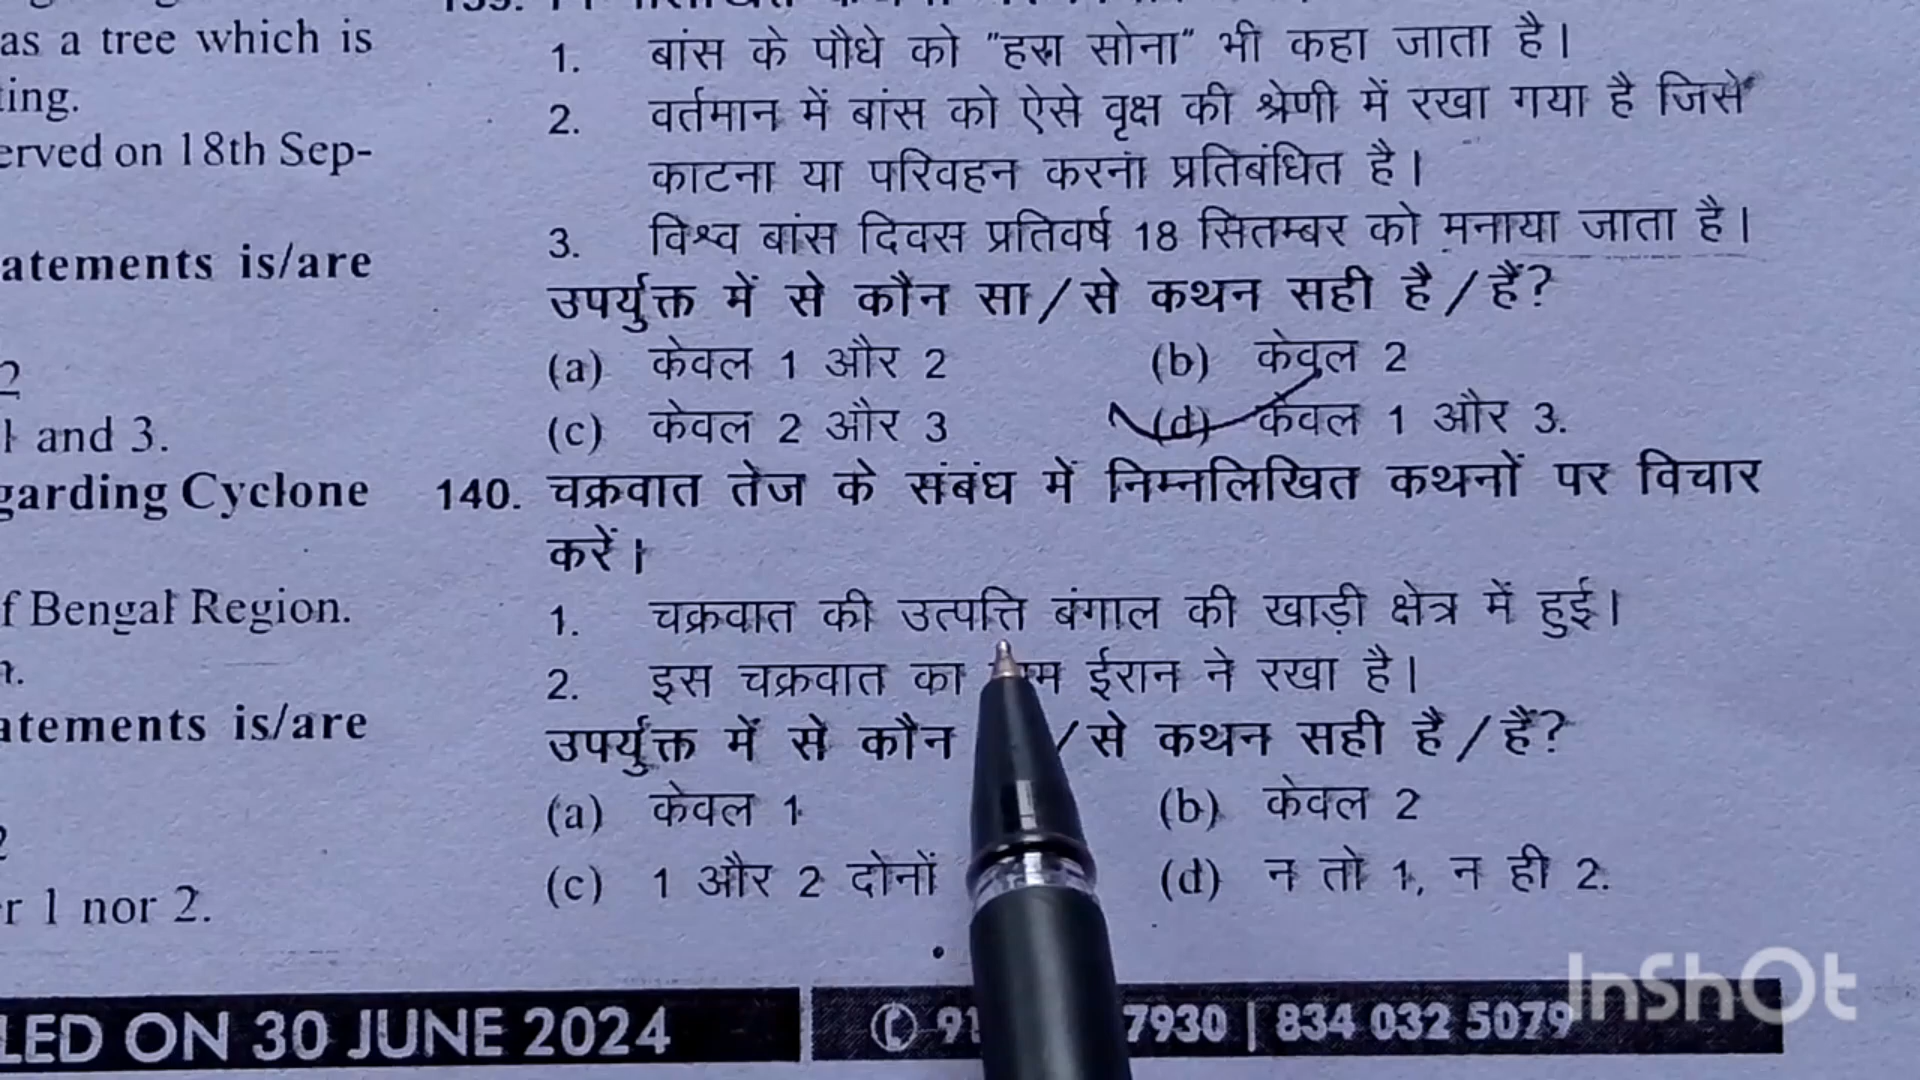 as a tree which is
ting.
erved on 18th Sep-
atements is/are
2
1 and 3.
garding Cyclone
f Bengal Region.
atements is/are
r 1 nor 2.
139.
1. बांस के पौधे को "हरा सोना" भी कहा जाता है।
2. वर्तमान में बांस को ऐसे वृक्ष की श्रेणी में रखा गया है जिसे
काटना या परिवहन करना प्रतिबंधित है।
3. विश्व बांस दिवस प्रतिवर्ष 18 सितम्बर को मनाया जाता है।
उपर्युक्त में से कौन सा/से कथन सही है/हैं?
(a) केवल 1 और 2 (b) केवल 2
(c) केवल 2 और 3 (d) केवल 1 और 3.
140. चक्रवात तेज के संबंध में निम्नलिखित कथनों पर विचार
करें।
1. चक्रवात की उत्पत्ति बंगाल की खाड़ी क्षेत्र में हुई।
2. इस चक्रवात का ईरान ने रखा है।
उपर्युक्त में से कौन /से कथन सही है/हैं?
(a) केवल 1 (b) केवल 2
(c) 1 और 2 दोनों (d) न तो 1, न ही 2.
LED ON 30 JUNE 2024
91 7930 | 834 032 5079
InShOt